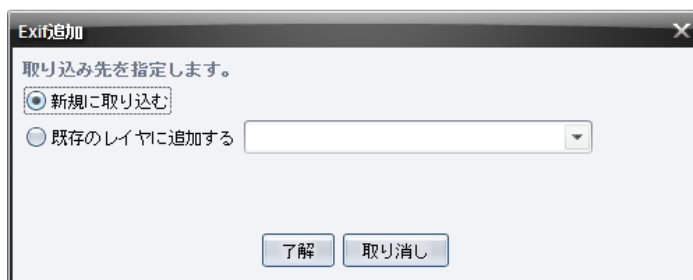 Exif追加
取り込み先を指定します。
新規に取り込む
既存のレイヤに追加する
了解 取り消し